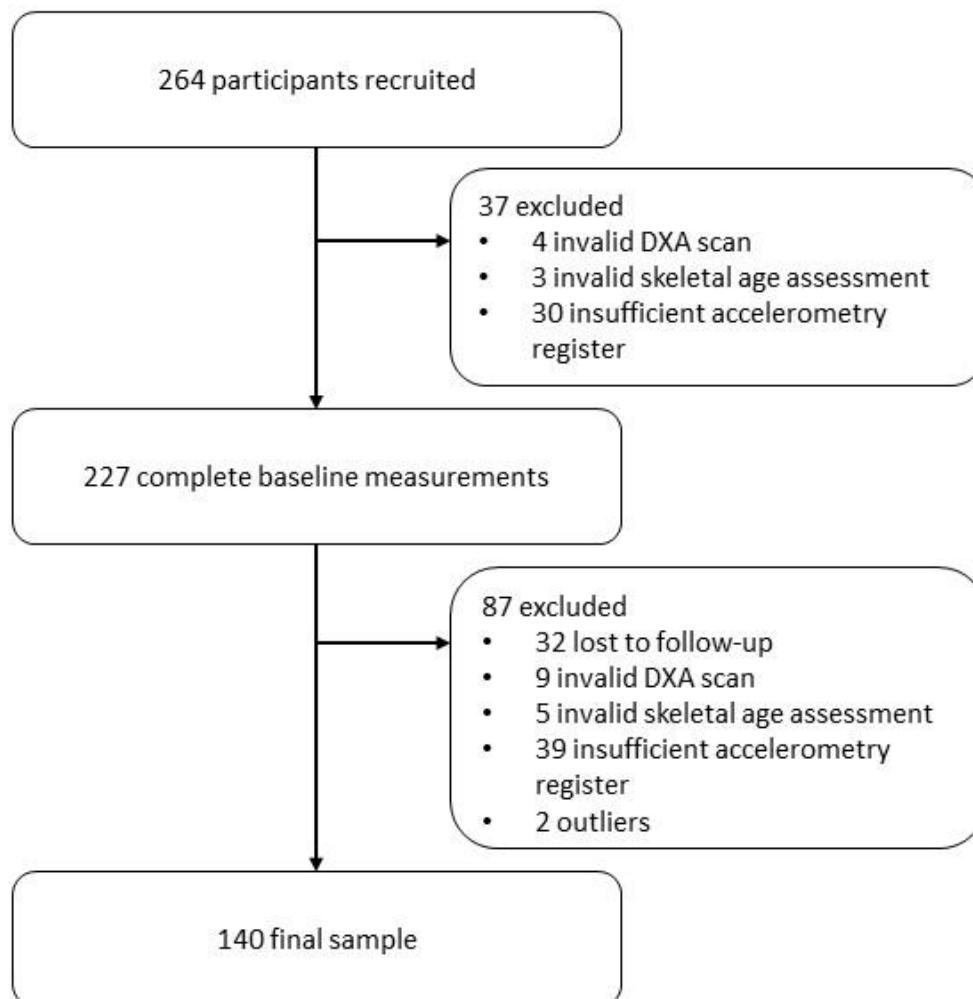 264 participants recruited
37 excluded
• 4 invalid DXA scan
• 3 invalid skeletal age assessment
• 30 insufficient accelerometry
register
227 complete baseline measurements
87 excluded
• 32 lost to follow-up
• 9 invalid DXA scan
• 5 invalid skeletal age assessment
• 39 insufficient accelerometry
register
• 2 outliers
140 final sample